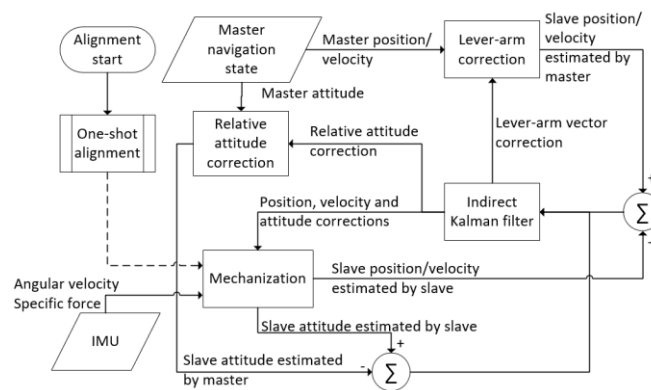 Alignment
start
Master
navigation
state
Master position/
velocity
Lever-arm
correction
Slave position/
velocity
estimated by
master
Master attitude
One-shot
alignment
Relative
attitude
correction
Relative attitude
correction
Lever-arm vector
correction
Position, velocity and
attitude corrections
Indirect
Kalman filter
+
Σ
-
Mechanization
Angular velocity
Specific force
Slave position/velocity
estimated by slave
IMU
Slave attitude estimated by slave
+
Slave attitude estimated
by master
-
Σ